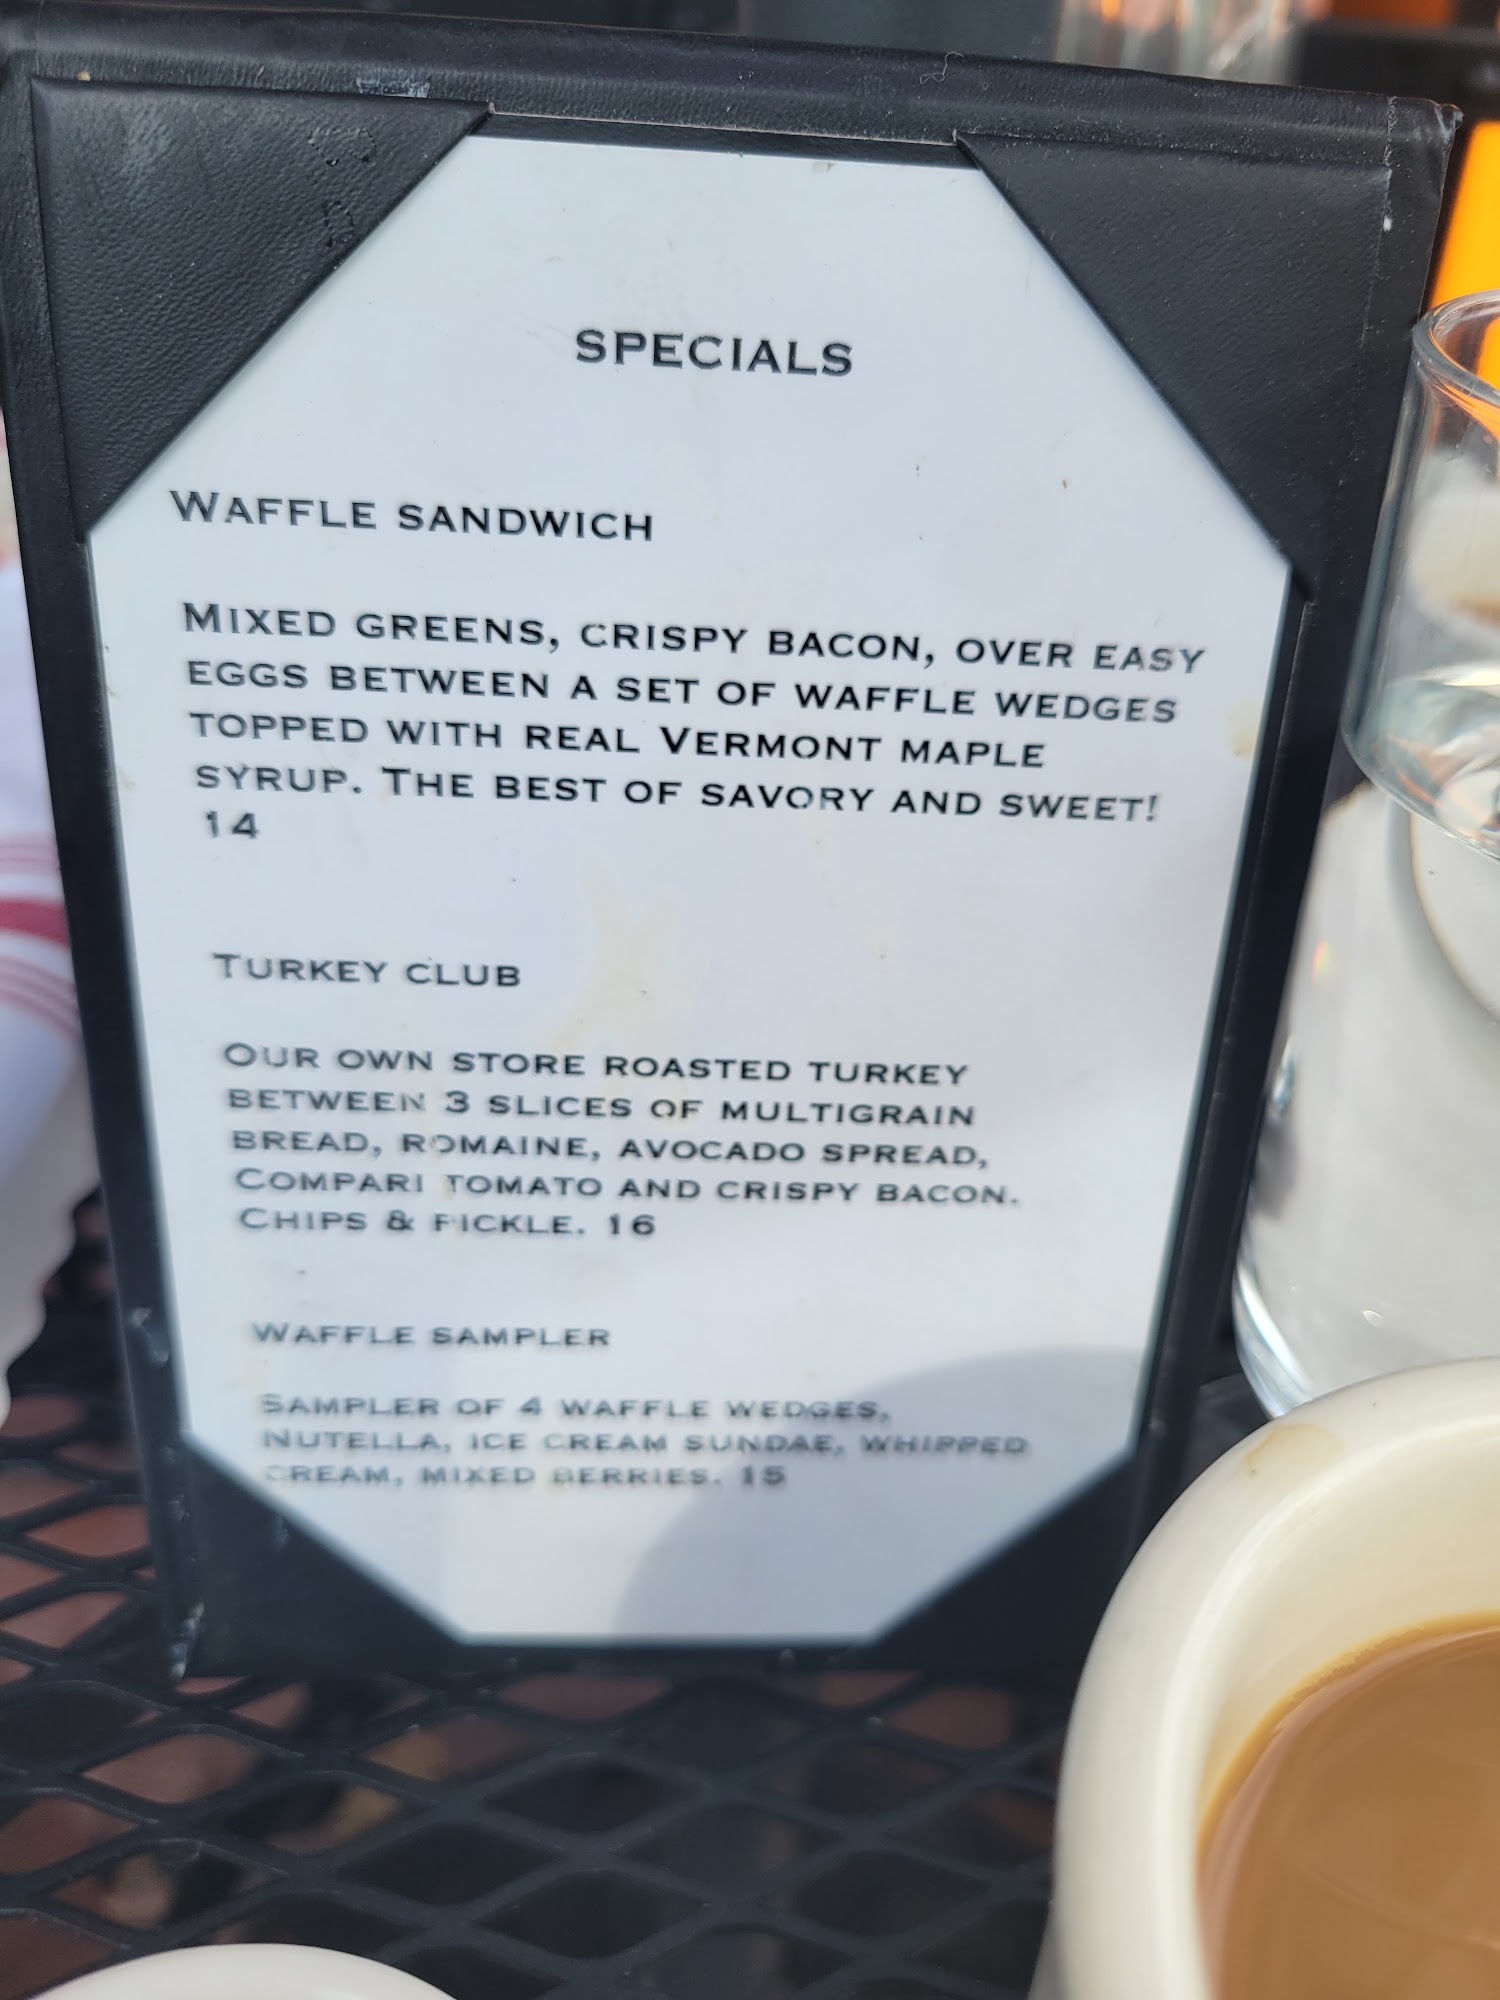 SPECIALS
WAFFLE SANDWICH
MIXED GREENS, CRISPY BACON, OVER EASY
EGGS BETWEEN A SET OF WAFFLE WEDGES
TOPPED WITH REAL VERMONT MAPLE
SYRUP. THE BEST OF SAVORY AND SWEET!
14
TURKEY CLUB
OUR OWN STORE ROASTED TURKEY
BETWEEN 3 SLICES OF MULTIGRAIN
BREAD, ROMAINE, AVOCADO SPREAD,
COMPARI TOMATO AND CRISPY BACON.
CHIPS & PICKLE. 16
WAFFLE SAMPLER
SAMPLER OF 4 WAFFLE WEDGES,
NUTELLA, ICE CREAM SUNDAE, WHIPPED
CREAM, MIXED BERRIES. 15